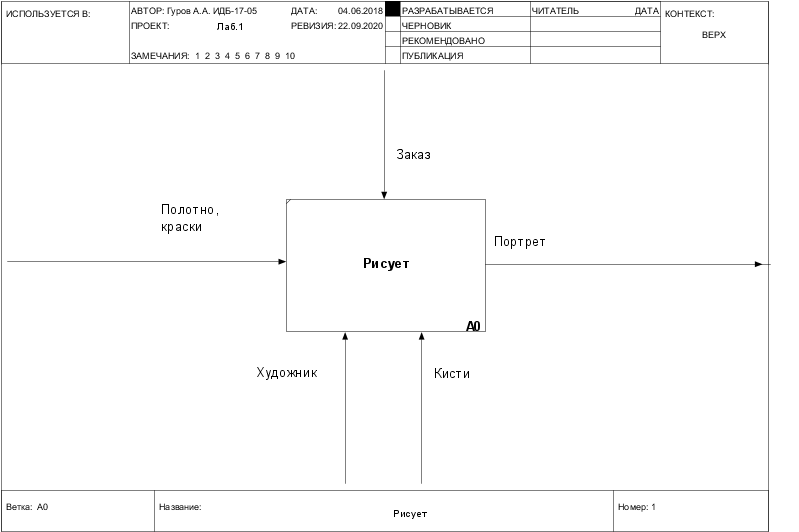 ИСПОЛЬЗУЕТСЯ В:
АВТОР: Гуров А.А. ИДБ-17-05
ДАТА: 04.06.2018
РАЗРАБАТЫВАЕТСЯ
ЧИТАТЕЛЬ
ДАТА
КОНТЕКСТ:
ПРОЕКТ: Лаб.1
РЕВИЗИЯ: 22.09.2020
ЧЕРНОВИК
ВЕРХ
РЕКОМЕНДОВАНО
ЗАМЕЧАНИЯ: 1 2 3 4 5 6 7 8 9 10
ПУБЛИКАЦИЯ
Заказ
Полотно,
краски
Портрет
Рисует
A0
Художник
Кисти
Ветка: A0
Название:
Рисует
Номер: 1